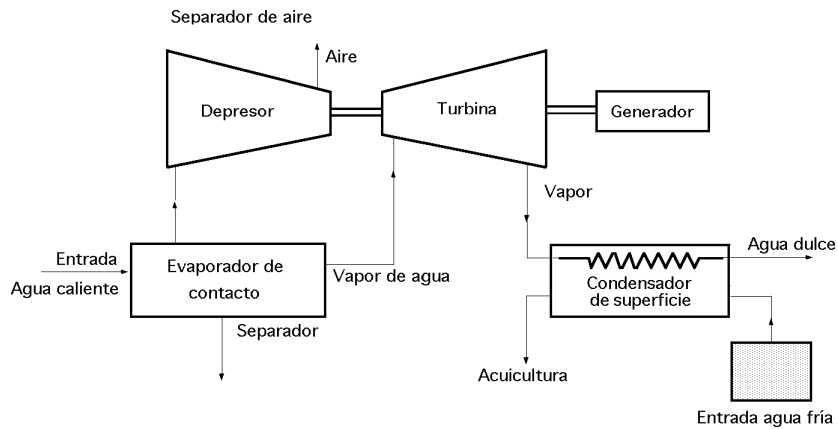 Separador de aire
Aire
Depresor
Turbina
Generador
Vapor
Entrada
Agua caliente
Evaporador de
contacto
Vapor de agua
Separador
Agua dulce
Condensador
de superficie
Acuicultura
Entrada agua fría